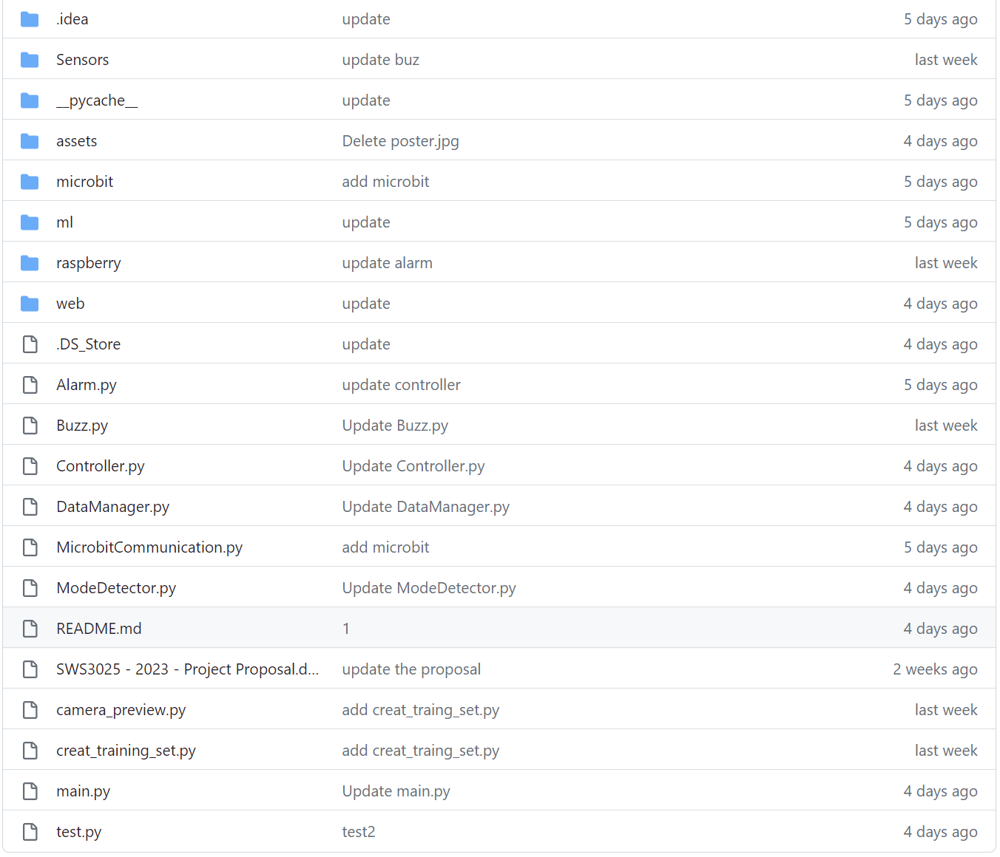 .idea update 5 days ago
Sensors update buz last week
__pycache__ update 5 days ago
assets Delete poster.jpg 4 days ago
microbit add microbit 5 days ago
ml update 5 days ago
raspberry update alarm last week
web update 4 days ago
.DS_Store update 4 days ago
Alarm.py update controller 5 days ago
Buzz.py Update Buzz.py last week
Controller.py Update Controller.py 4 days ago
DataManager.py Update DataManager.py 4 days ago
MicrobitCommunication.py add microbit 5 days ago
ModeDetector.py Update ModeDetector.py 4 days ago
README.md 1 4 days ago
SWS3025 - 2023 - Project Proposal.d... update the proposal 2 weeks ago
camera_preview.py add creat_traing_set.py last week
creat_training_set.py add creat_traing_set.py last week
main.py Update main.py 4 days ago
test.py test2 4 days ago